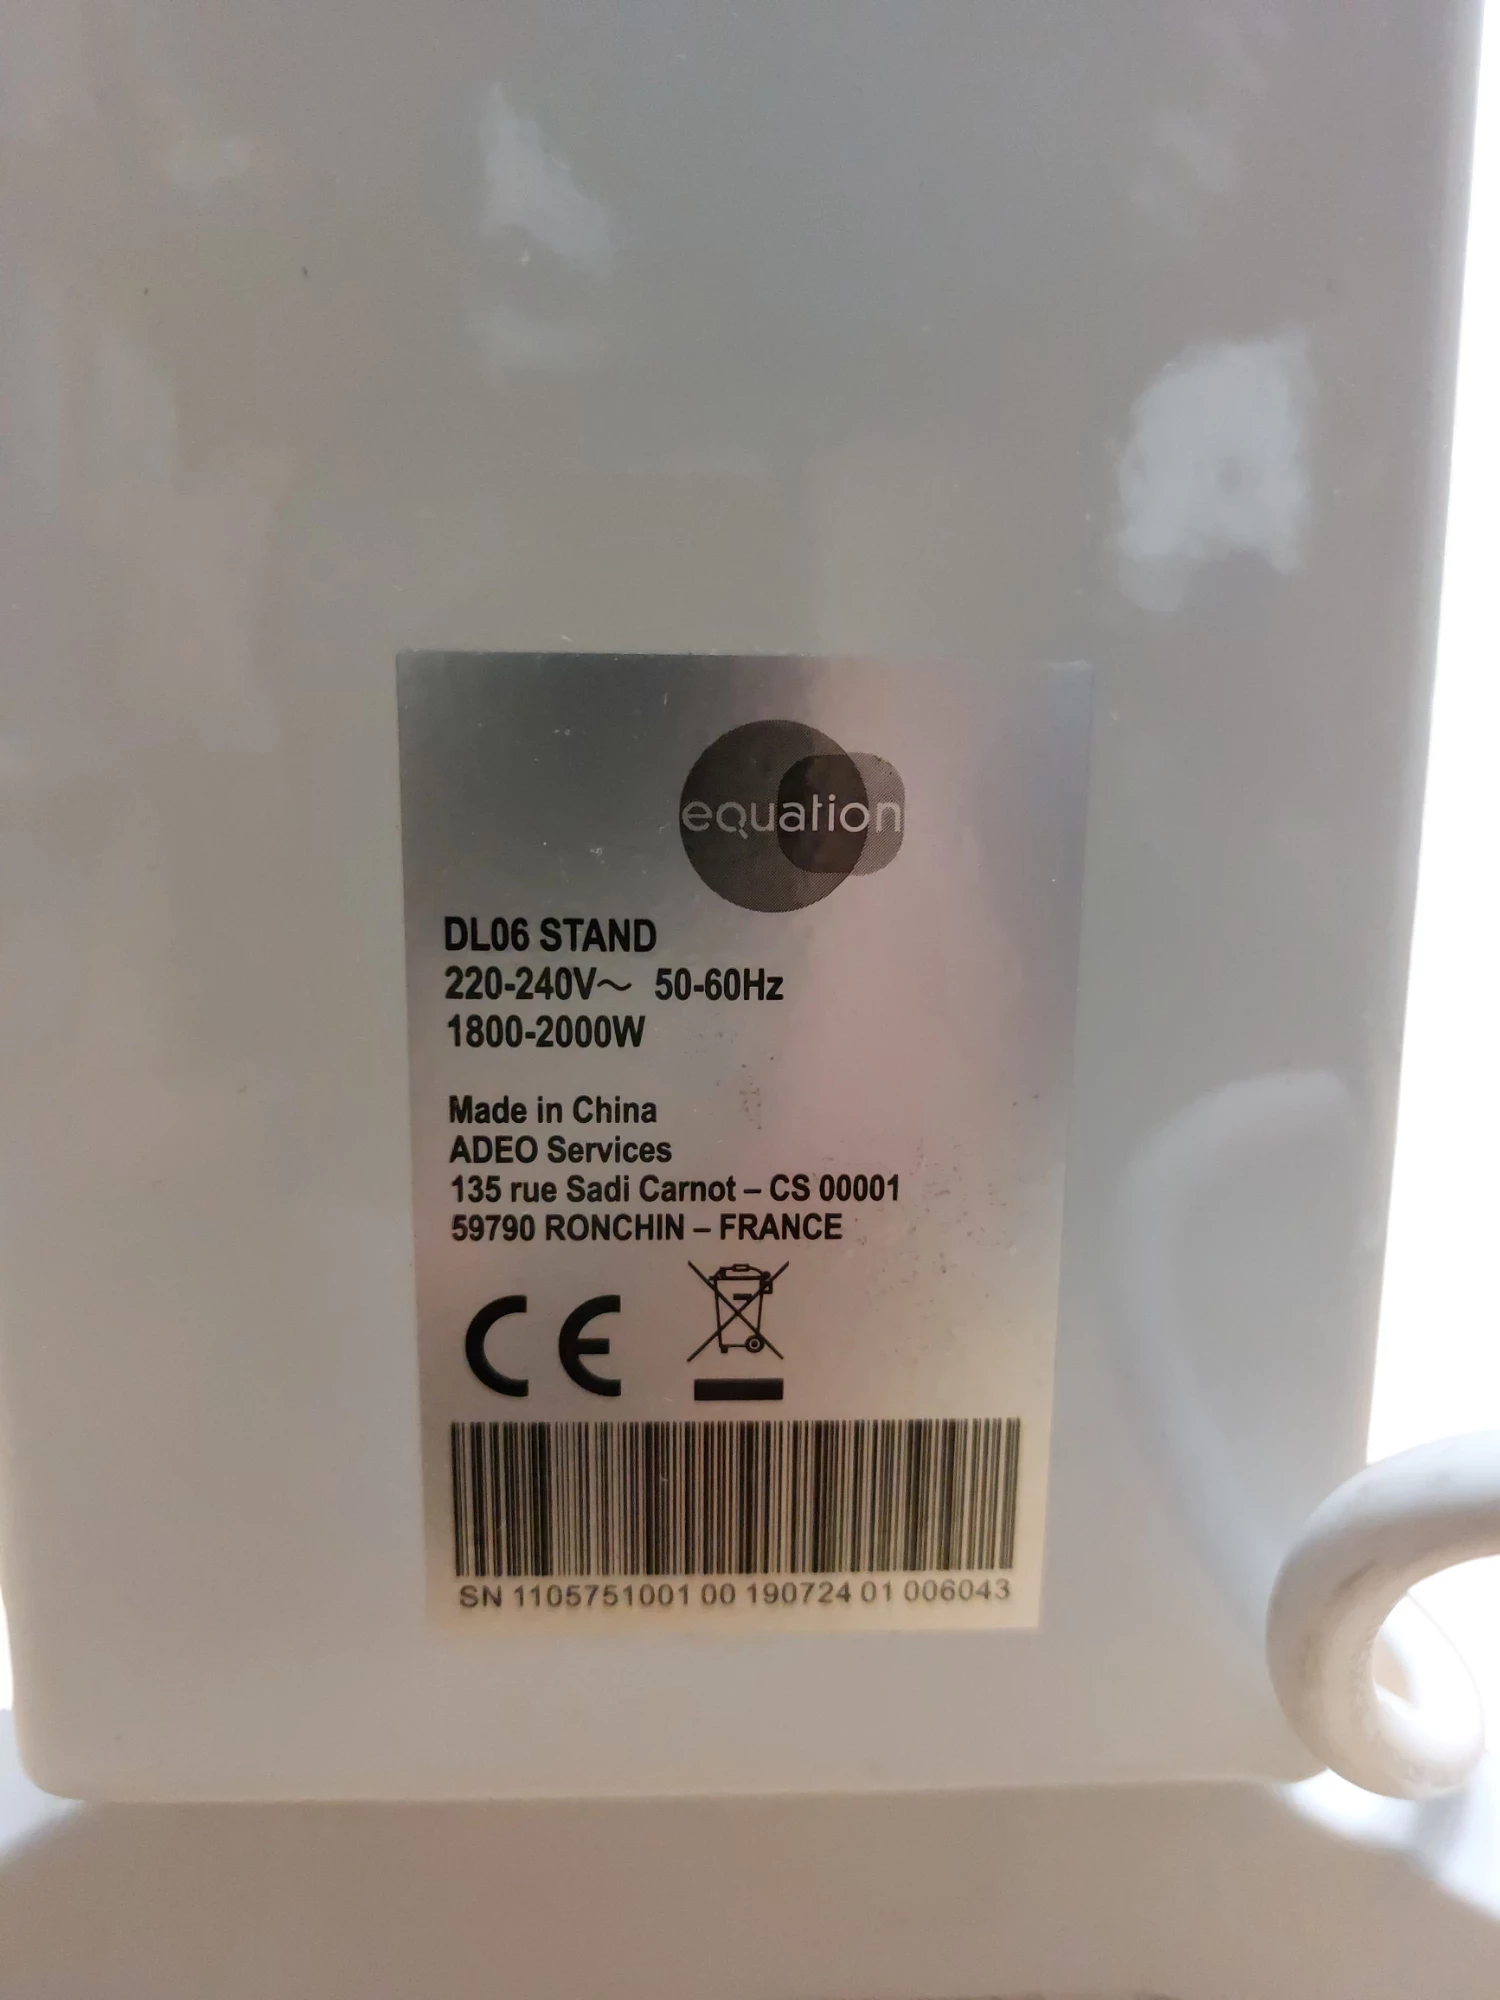 equation
DL06 STAND
220-240V～ 50-60Hz
1800-2000W
Made in China
ADEO Services
135 rue Sadi Carnot – CS 00001
59790 RONCHIN – FRANCE
CE
SN 1105751001 00 190724 01 006043